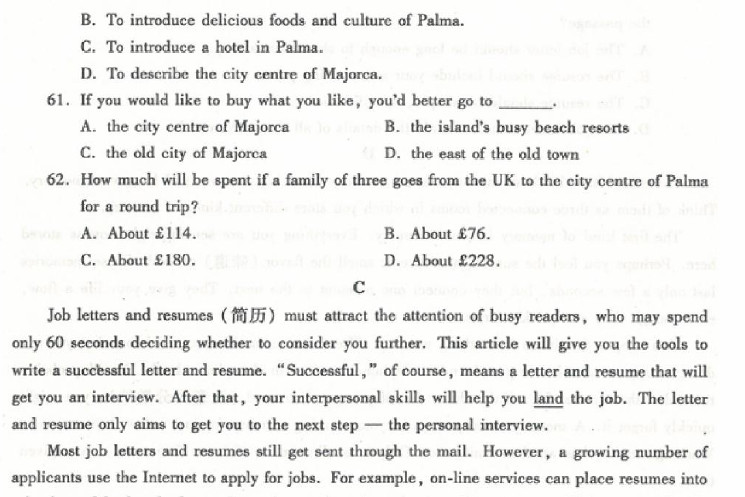 B. To introduce delicious foods and culture of Palma.
C. To introduce a hotel in Palma.
D. To describe the city centre of Majorca.
61. If you would like to buy what you like, you'd better go to ______.
A. the city centre of Majorca B. the island's busy beach resorts
C. the old city of Majorca D. the east of the old town
62. How much will be spent if a family of three goes from the UK to the city centre of Palma
for a round trip?
A. About £114. B. About £76.
C. About £180. D. About £228.
C
Job letters and resumes (简历) must attract the attention of busy readers, who may spend
only 60 seconds deciding whether to consider you further. This article will give you the tools to
write a successful letter and resume. "Successful," of course, means a letter and resume that will
get you an interview. After that, your interpersonal skills will help you land the job. The letter
and resume only aims to get you to the next step — the personal interview.
Most job letters and resumes still get sent through the mail. However, a growing number of
applicants use the Internet to apply for jobs. For example, on-line services can place resumes into